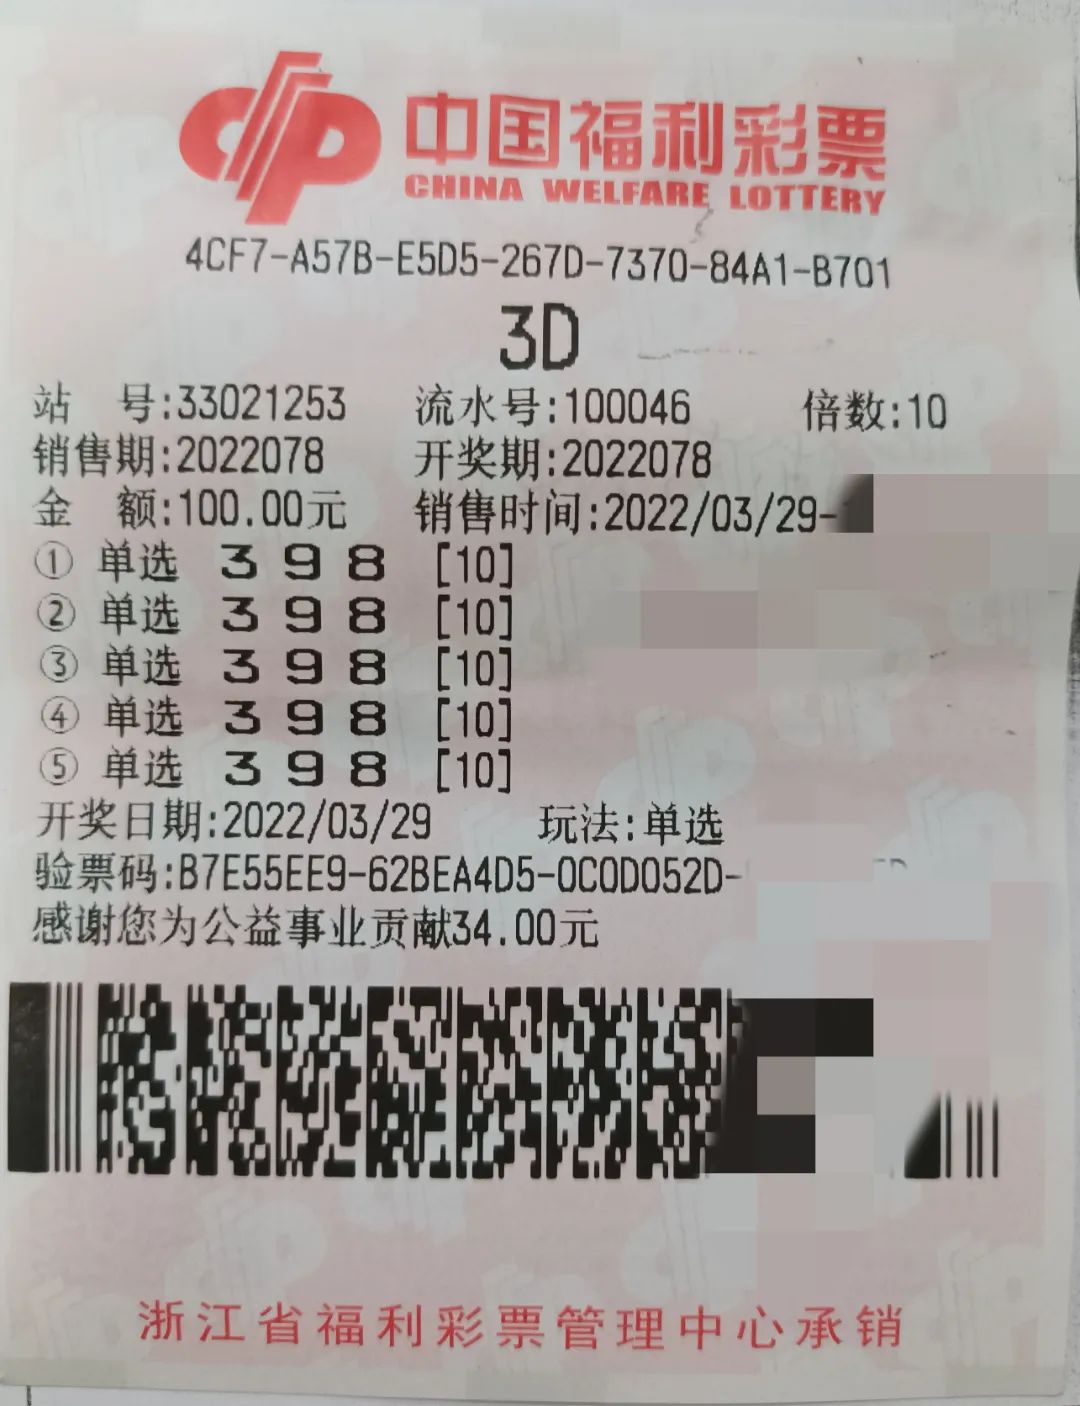 中国福利彩票
CHINA WELFARE LOTTERY
4CF7-A57B-E5D5-267D-7370-84A1-B701
3D
站 号:33021253 流水号:100046 倍数:10
销售期:2022078 开奖期:2022078
金 额:100.00元 销售时间:2022/03/29-
① 单选 3 9 8 [10]
② 单选 3 9 8 [10]
③ 单选 3 9 8 [10]
④ 单选 3 9 8 [10]
⑤ 单选 3 9 8 [10]
开奖日期:2022/03/29 玩法:单选
验票码:B7E55EE9-62BEA4D5-0C0D052D-
感谢您为公益事业贡献34.00元
浙江省福利彩票管理中心承销